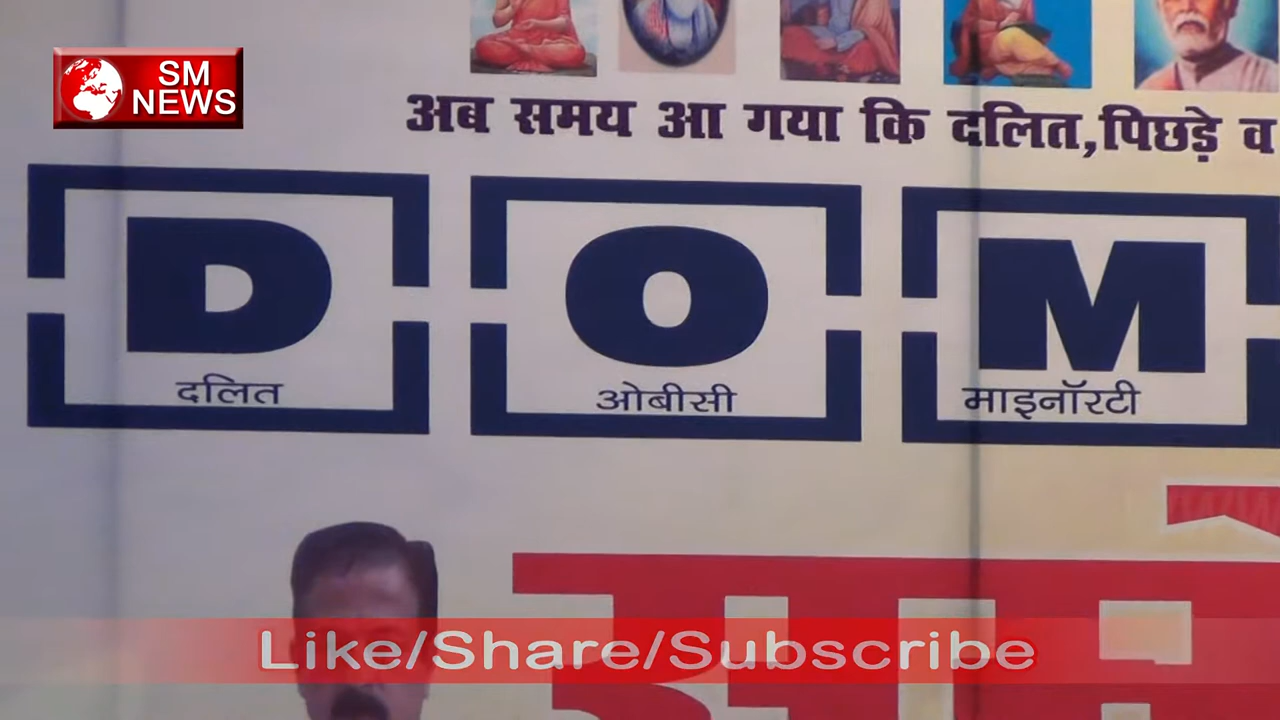 SM
NEWS
अब समय आ गया कि दलित,पिछड़े व
D O M
दलित ओबीसी माइनॉरटी
Like/Share/Subscribe